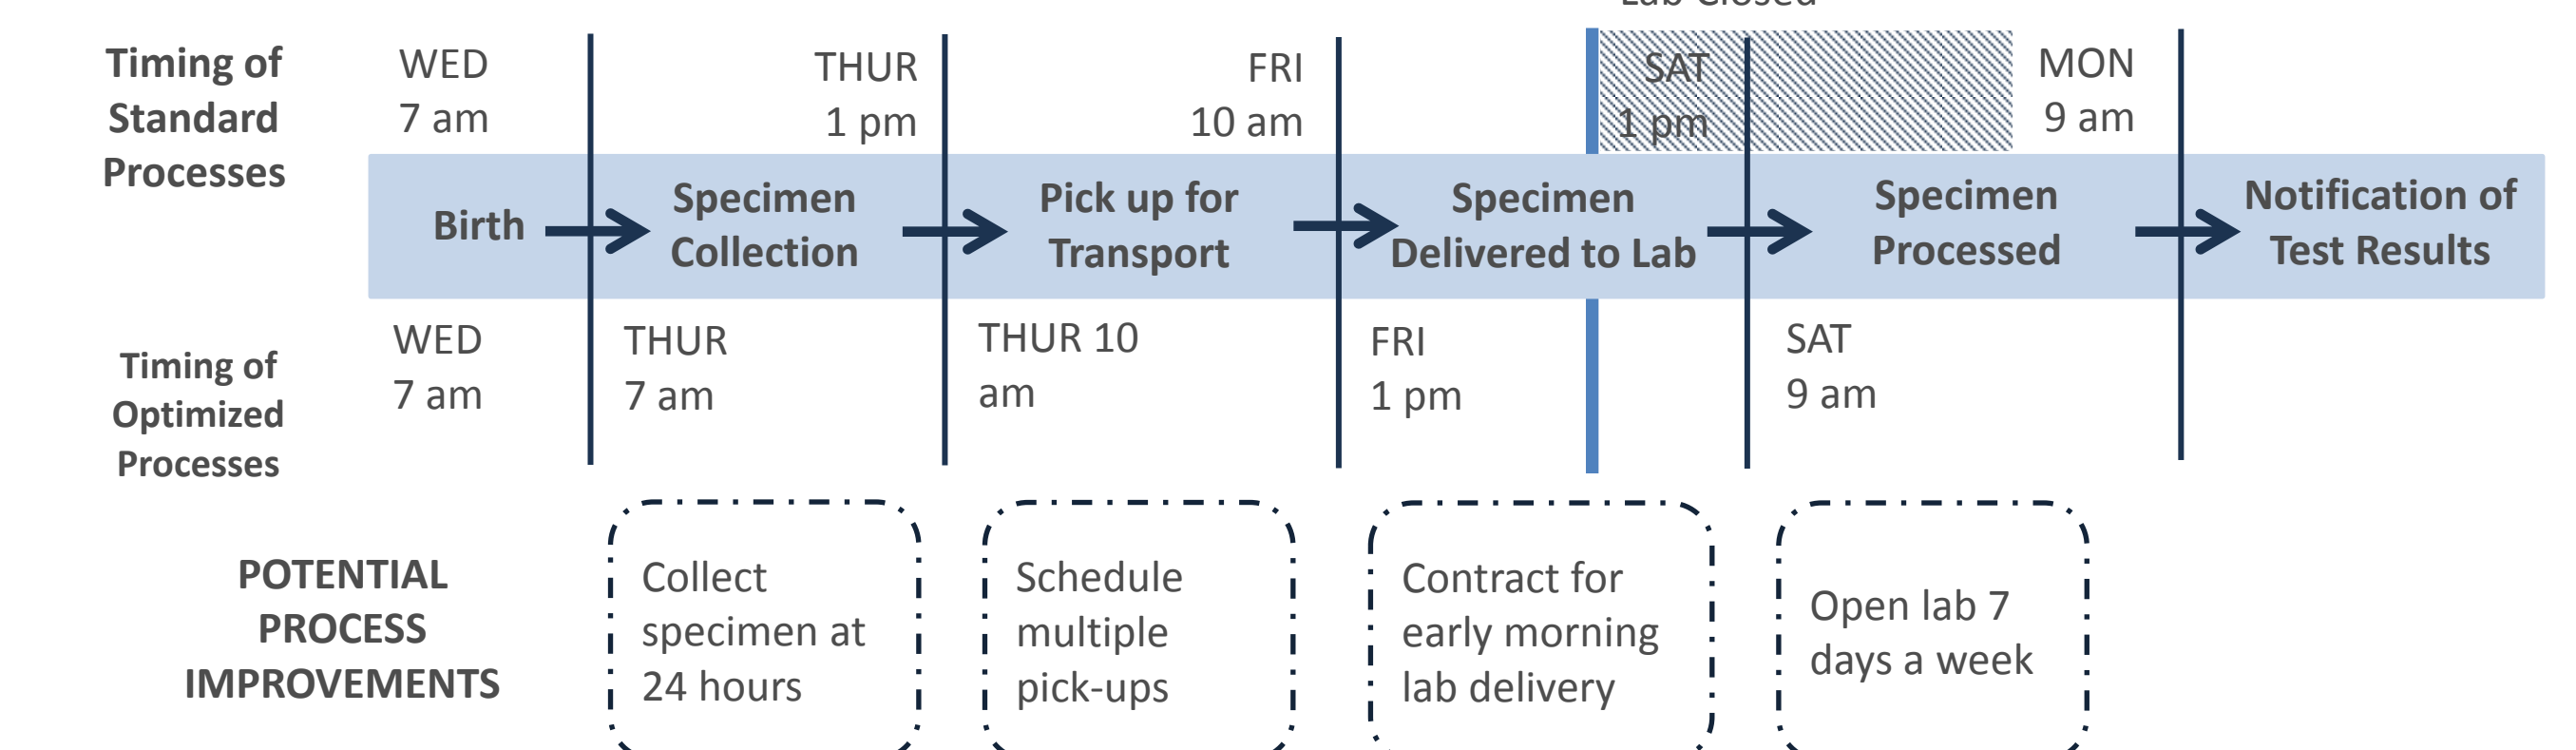 Lab Closed
Timing of
Standard
Processes
WED
7 am
THUR
1 pm
FRI
10 am
SAT
1 pm
MON
9 am
Birth
Specimen
Collection
Pick up for
Transport
Specimen
Delivered to Lab
Specimen
Processed
Notification of
Test Results
Timing of
Optimized
Processes
WED
7 am
THUR
7 am
THUR 10
am
FRI
1 pm
SAT
9 am
POTENTIAL
PROCESS
IMPROVEMENTS
Collect
specimen at
24 hours
Schedule
multiple
pick-ups
Contract for
early morning
lab delivery
Open lab 7
days a week